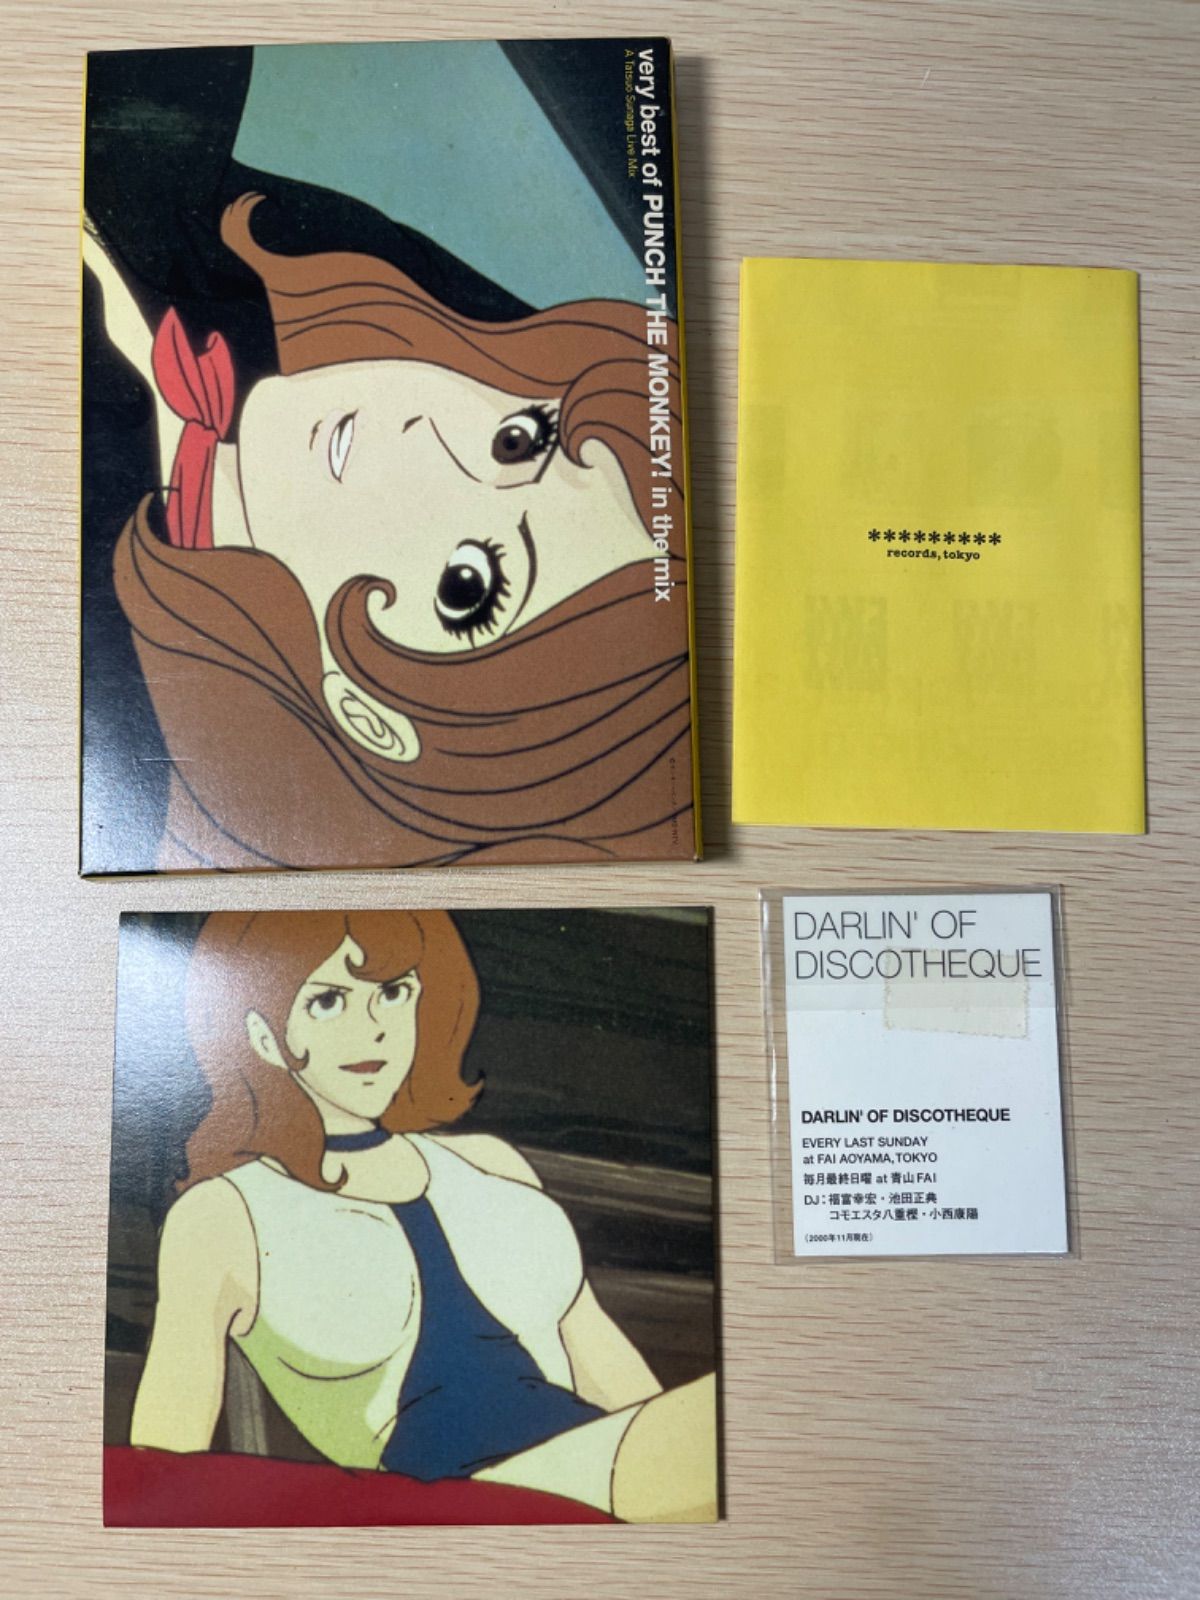 very best of PUNCH THE MONKEY! in the mix
A Tatsuo Sunaga Live Mix
*********
records, tokyo
DARLIN' OF
DISCOTHEQUE
DARLIN' OF DISCOTHEQUE
EVERY LAST SUNDAY
at FAI AOYAMA, TOKYO
毎月最終日曜 at 青山 FAI
DJ：福富幸宏・池田正典
コモエスタ八重樫・小西康陽
（2000年11月現在）